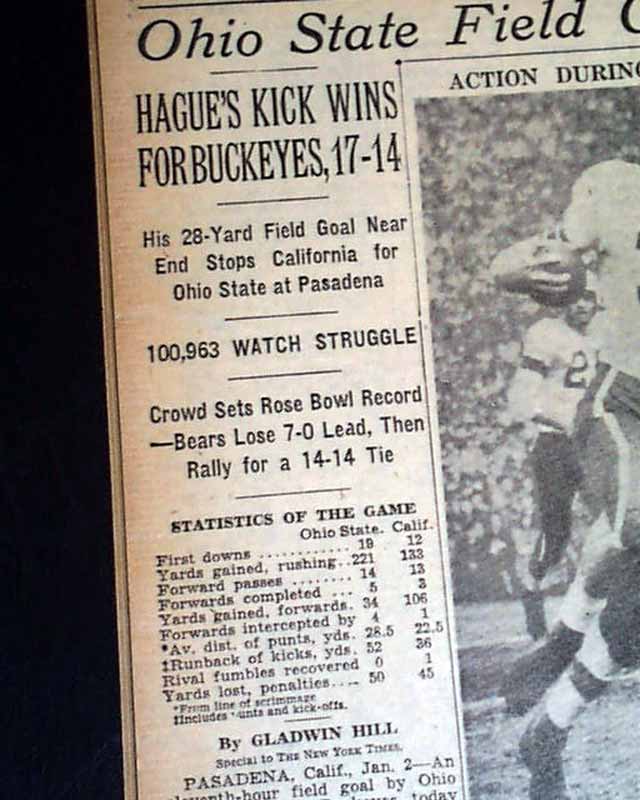 Ohio State Field
ACTION DURING
HAGUE'S KICK WINS
FOR BUCKEYES, 17-14
His 28-Yard Field Goal Near
End Stops California for
Ohio State at Pasadena
100,963 WATCH STRUGGLE
Crowd Sets Rose Bowl Record
—Bears Lose 7-0 Lead, Then
Rally for a 14-14 Tie
STATISTICS OF THE GAME
Ohio State. Calif.
First downs ............ 19 12
Yards gained, rushing..221 133
Forward passes ........ 14 13
Forwards completed ... 5 3
Yards gained, forwards. 34 106
Forwards intercepted by 4 1
*Av. dist. of punts, yds. 28.5 22.5
‡Runback of kicks, yds. 52 36
Rival fumbles recovered 0 1
Yards lost, penalties.... 50 45
*From line of scrimmage
‡Includes punts and kick-offs.
By GLADWIN HILL
Special to THE NEW YORK TIMES.
PASADENA, Calif., Jan. 2—An
field goal by Ohio
today